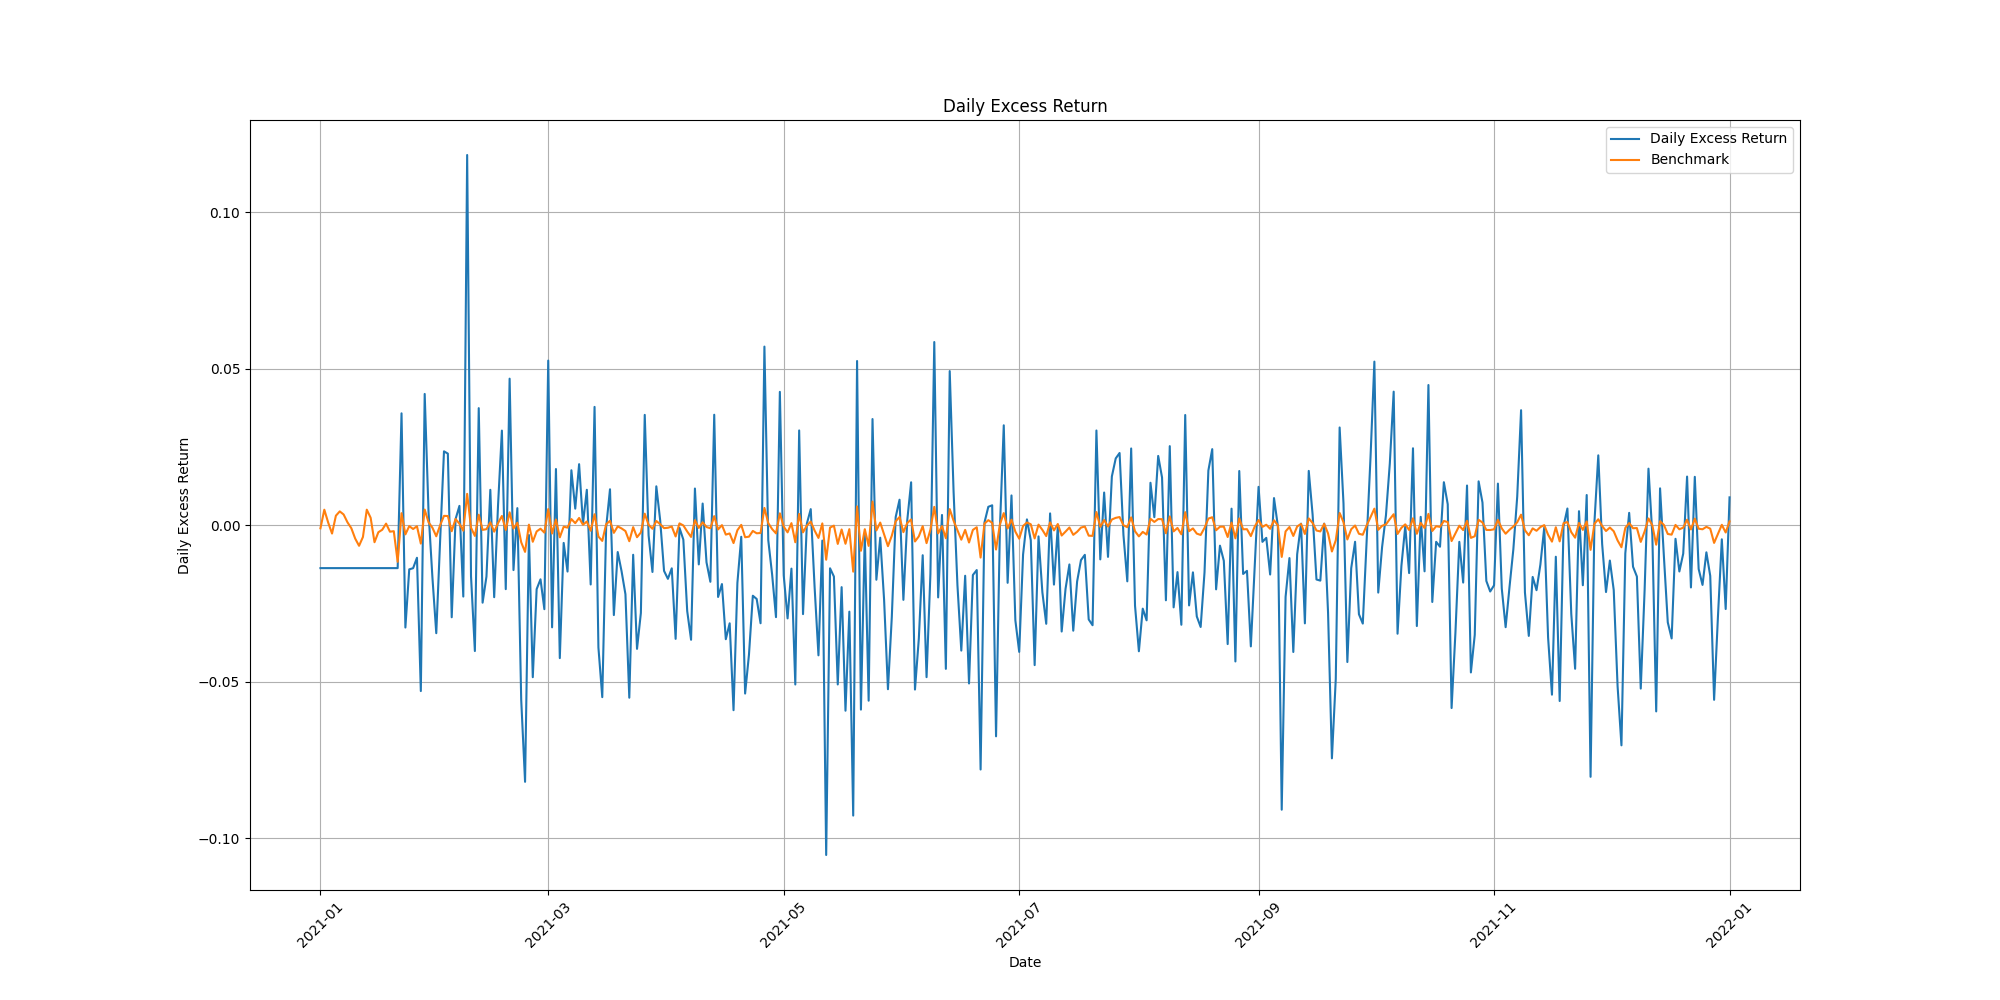 Daily Excess Return
Daily Excess Return
Benchmark
0.10
0.05
0.00
−0.05
−0.10
Daily Excess Return
2021-01
2021-03
2021-05
2021-07
2021-09
2021-11
2022-01
Date